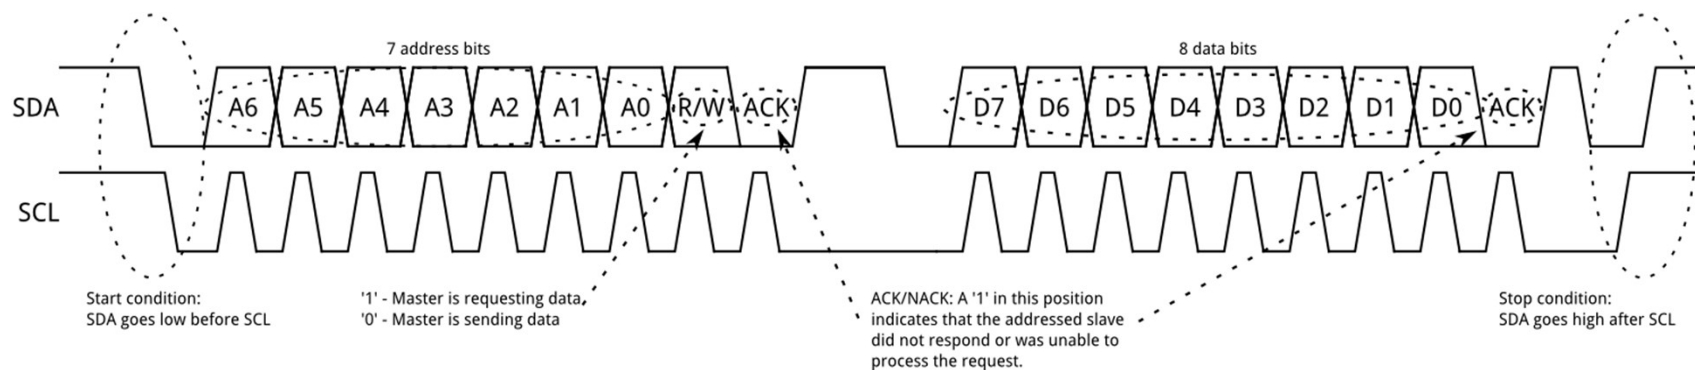 7 address bits
8 data bits
SDA
A6 A5 A4 A3 A2 A1 A0 R/W ACK
D7 D6 D5 D4 D3 D2 D1 D0 ACK
SCL
Start condition:
SDA goes low before SCL
'1' - Master is requesting data
'0' - Master is sending data
ACK/NACK: A '1' in this position
indicates that the addressed slave
did not respond or was unable to
process the request.
Stop condition:
SDA goes high after SCL